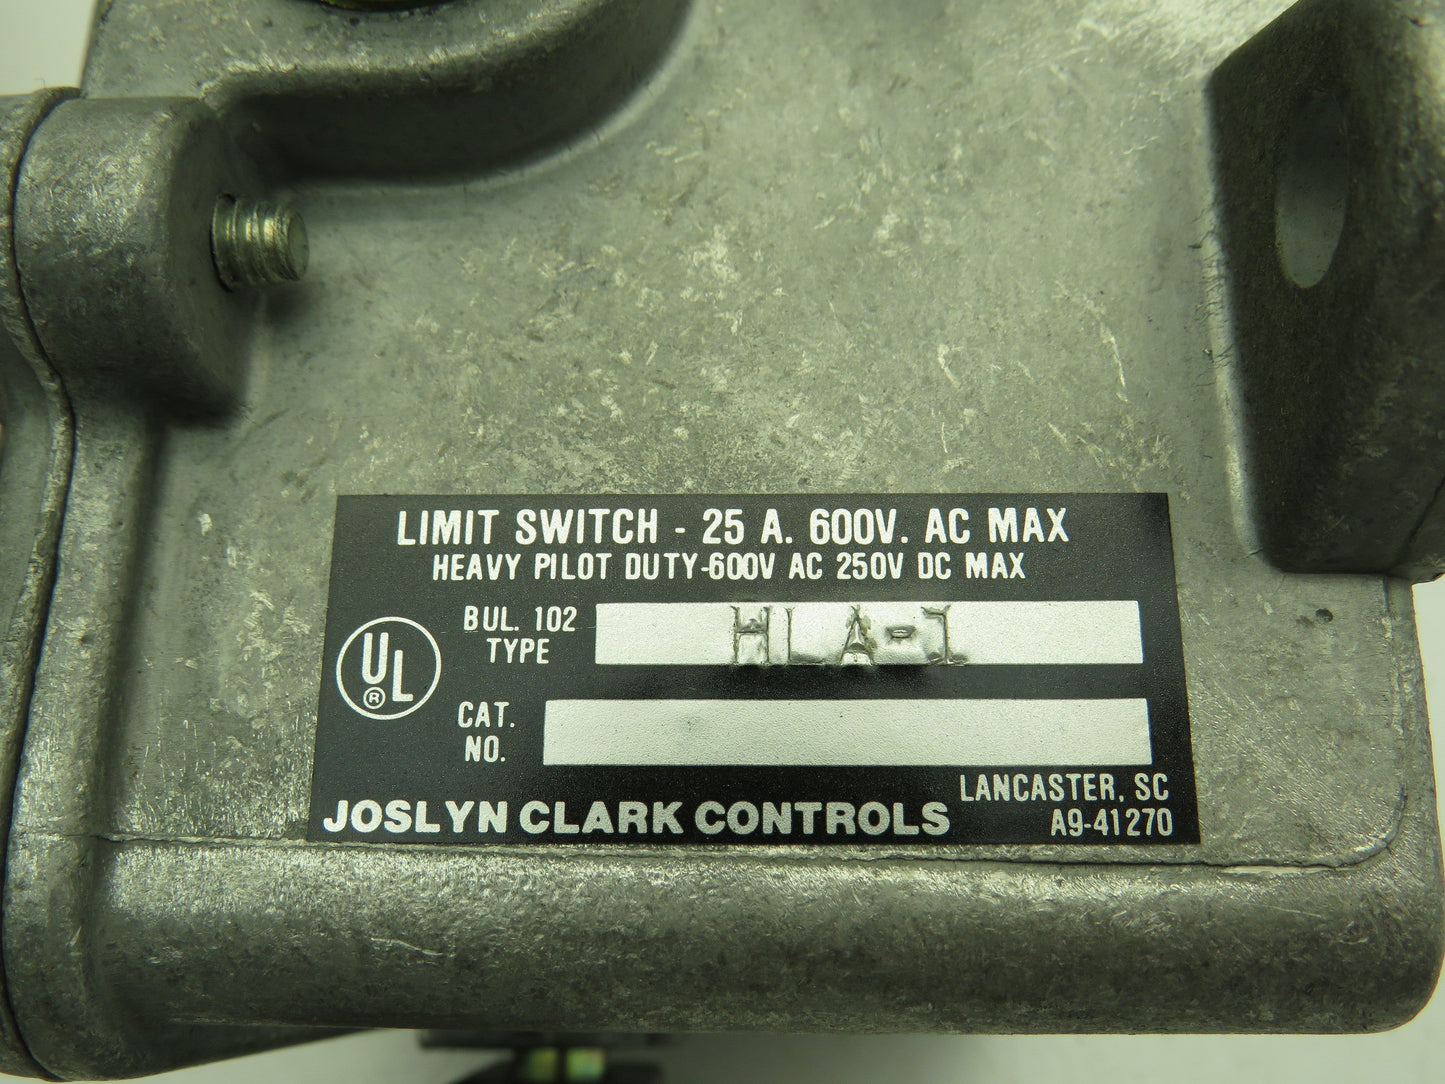 LIMIT SWITCH - 25 A. 600V. AC MAX
HEAVY PILOT DUTY-600V AC 250V DC MAX
BUL. 102
TYPE HLA-1
UL
®
CAT.
NO.
LANCASTER, SC
JOSLYN CLARK CONTROLS A9-41270